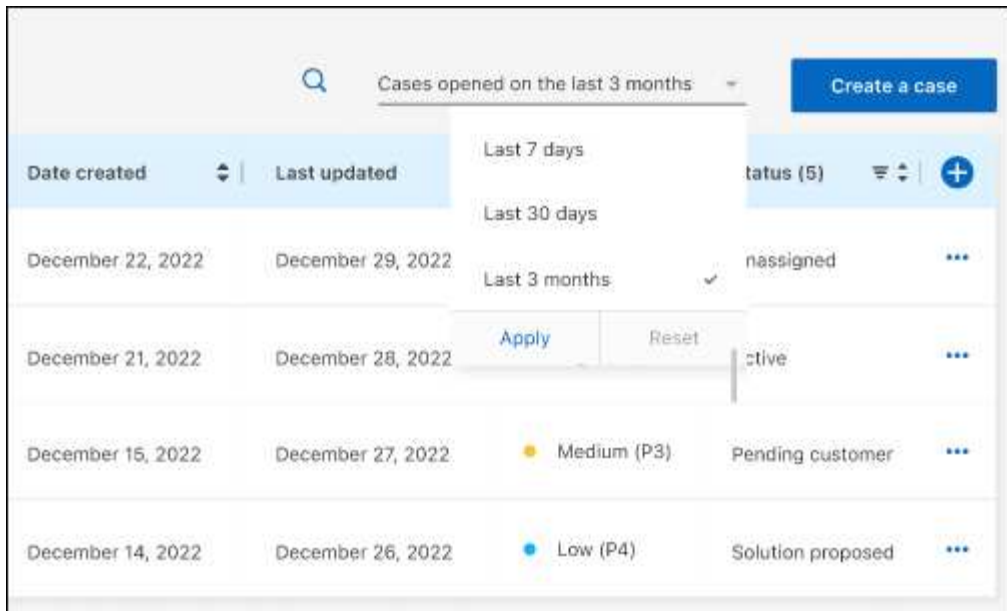 Cases opened on the last 3 months
Create a case
Last 7 days
Date created
Last updated
tatus (5)
Last 30 days
December 22, 2022
December 29, 2022
nassigned
Last 3 months
Apply
Reset
December 21, 2022
December 28, 2022
ctive
December 15, 2022
December 27, 2022
Medium (P3)
Pending customer
December 14, 2022
December 26, 2022
Low (P4)
Solution proposed